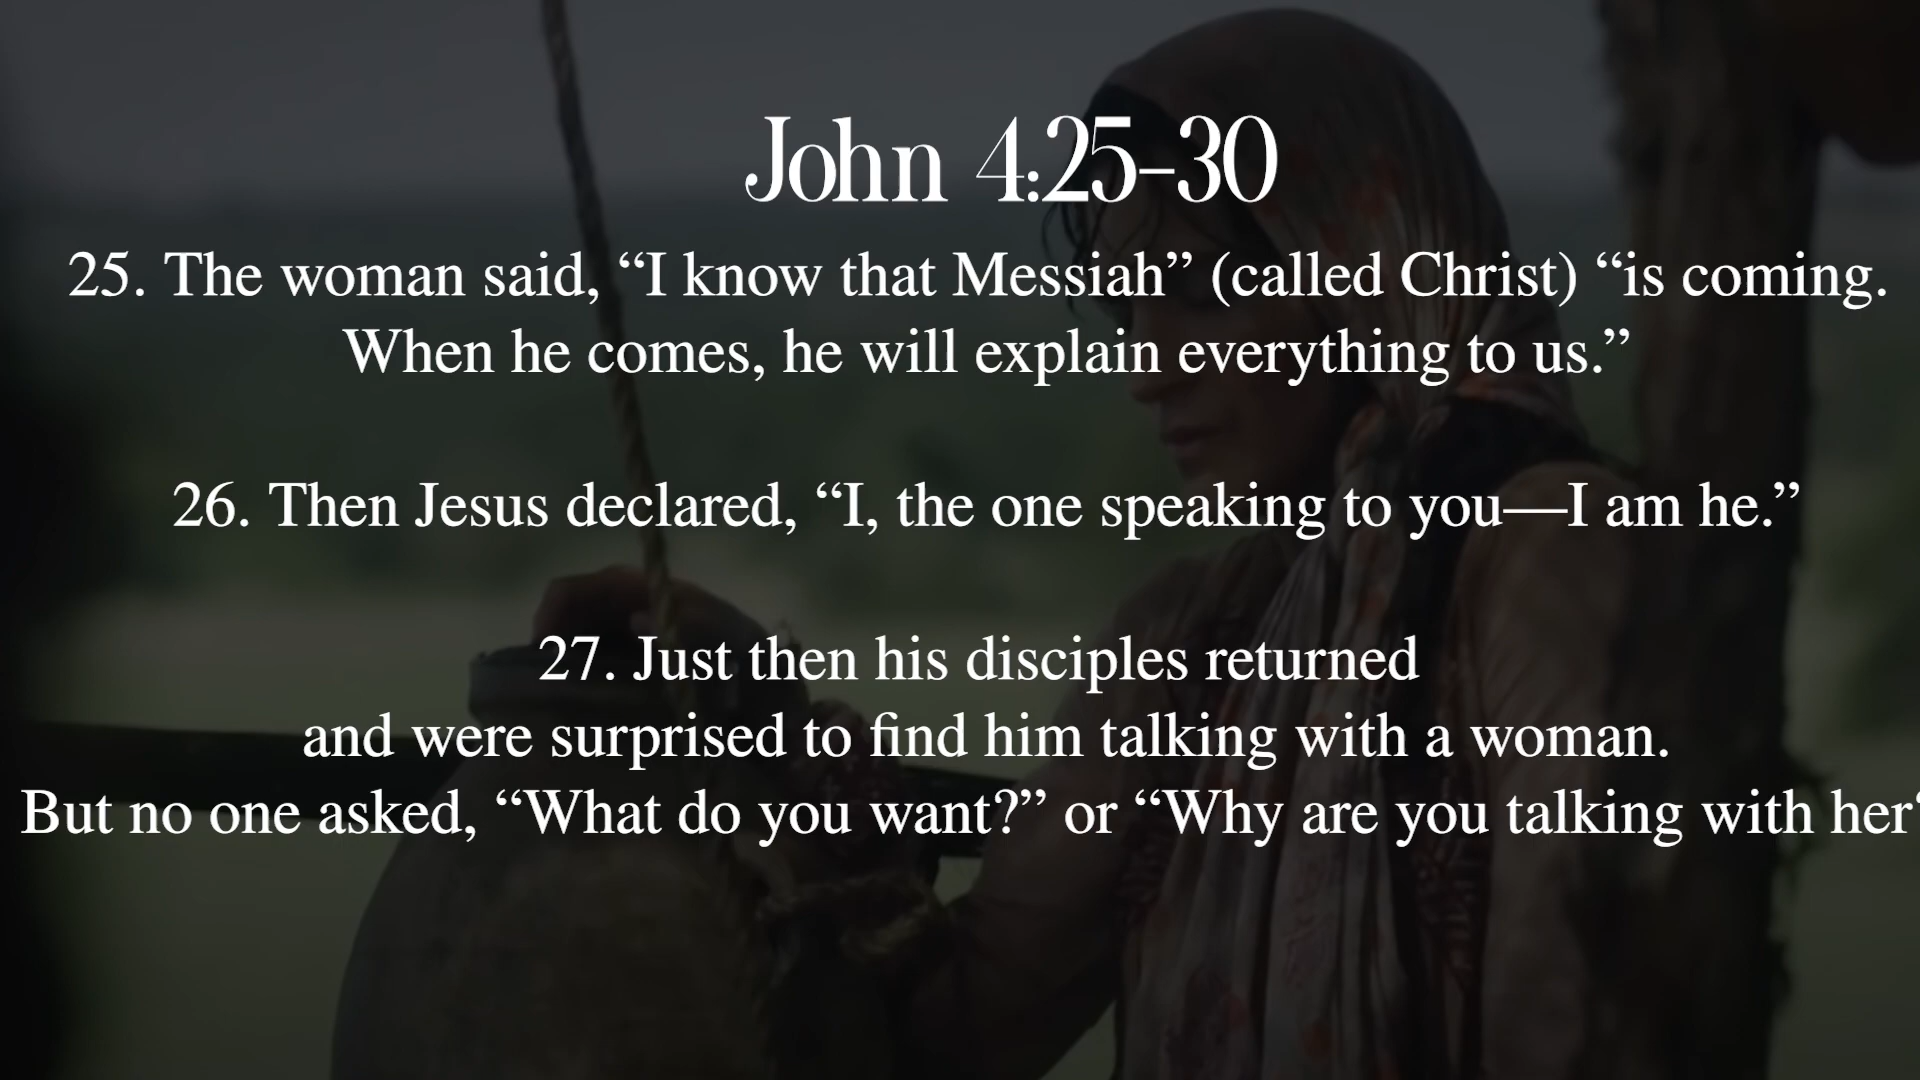 John 4:25-30
25. The woman said, “I know that Messiah” (called Christ) “is coming.
When he comes, he will explain everything to us.”
26. Then Jesus declared, “I, the one speaking to you—I am he.”
27. Just then his disciples returned
and were surprised to find him talking with a woman.
But no one asked, “What do you want?” or “Why are you talking with her